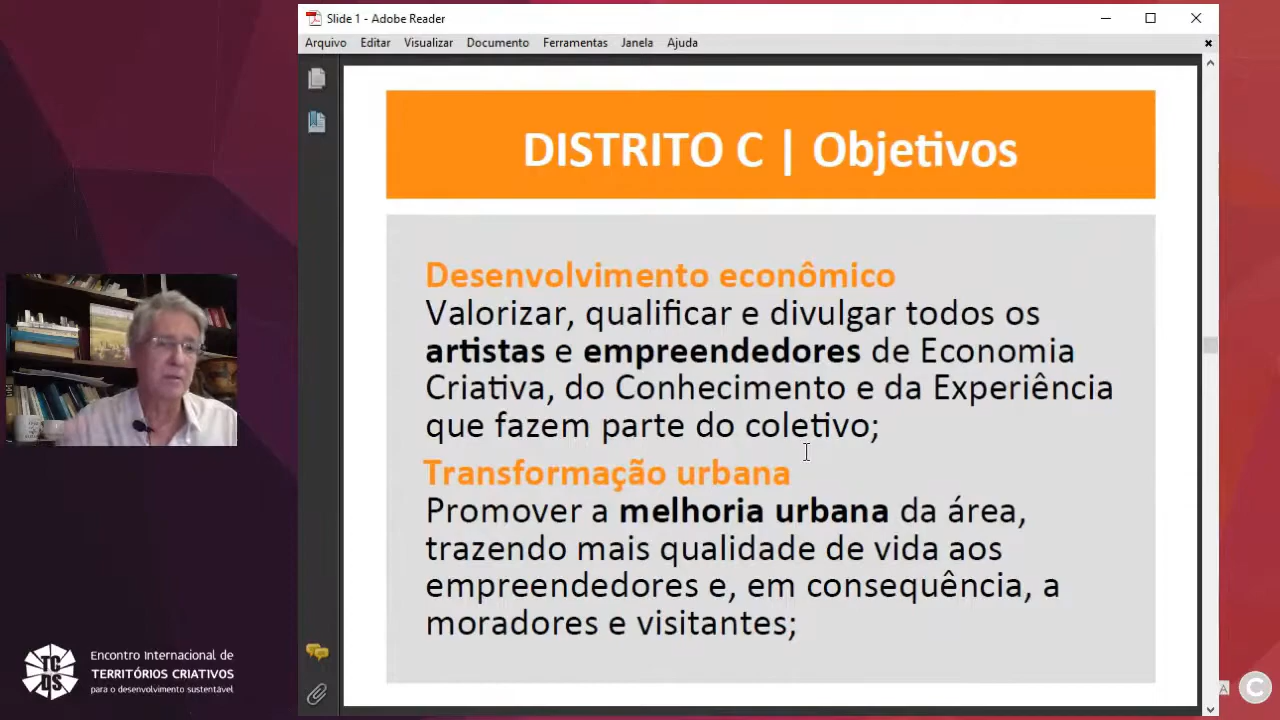 Slide 1 - Adobe Reader
Arquivo Editar Visualizar Documento Ferramentas Janela Ajuda
DISTRITO C | Objetivos
Desenvolvimento econômico
Valorizar, qualificar e divulgar todos os
artistas e empreendedores de Economia
Criativa, do Conhecimento e da Experiência
que fazem parte do coletivo;
Transformação urbana
Promover a melhoria urbana da área,
trazendo mais qualidade de vida aos
empreendedores e, em consequência, a
moradores e visitantes;
TC
DS
Encontro Internacional de
TERRITÓRIOS CRIATIVOS
para o desenvolvimento sustentável
A C